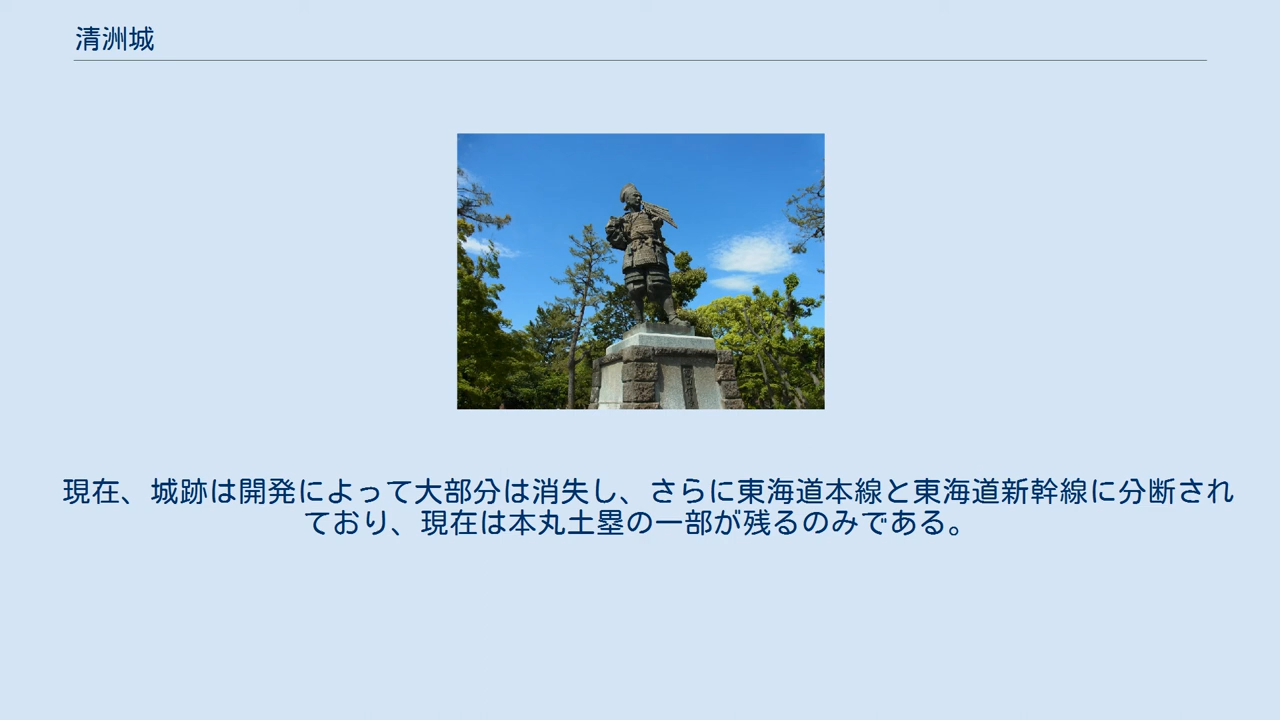 清洲城
現在、城跡は開発によって大部分は消失し、さらに東海道本線と東海道新幹線に分断され
ており、現在は本丸土塁の一部が残るのみである。